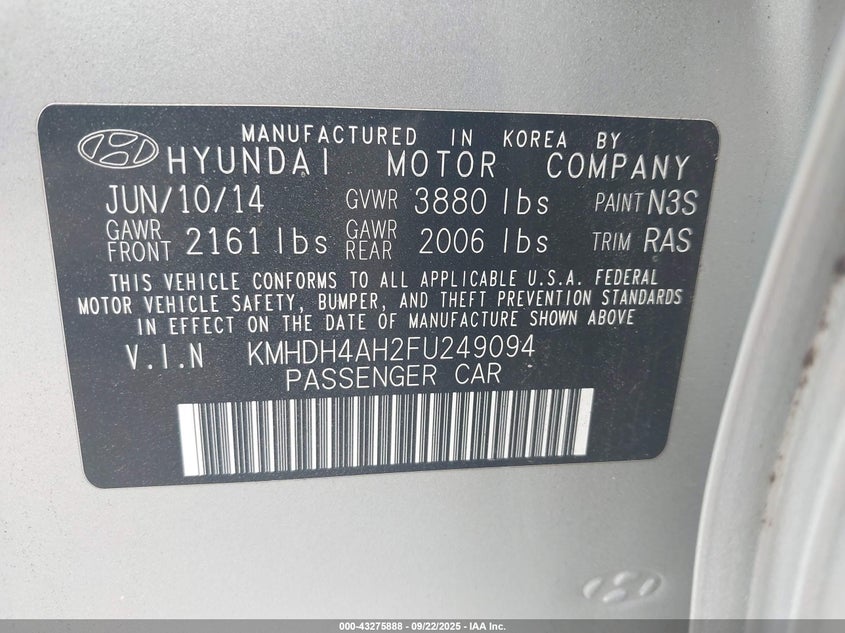 MANUFACTURED IN KOREA BY
HYUNDAI MOTOR COMPANY
JUN/10/14 GVWR 3880 lbs PAINT N3S
GAWR FRONT 2161 lbs GAWR REAR 2006 lbs TRIM RAS
THIS VEHICLE CONFORMS TO ALL APPLICABLE U.S.A. FEDERAL
MOTOR VEHICLE SAFETY, BUMPER, AND THEFT PREVENTION STANDARDS
IN EFFECT ON THE DATE OF MANUFACTURE SHOWN ABOVE
V.I.N KMHDH4AH2FU249094
PASSENGER CAR
000-43275888 - 09/22/2025 - IAA Inc.